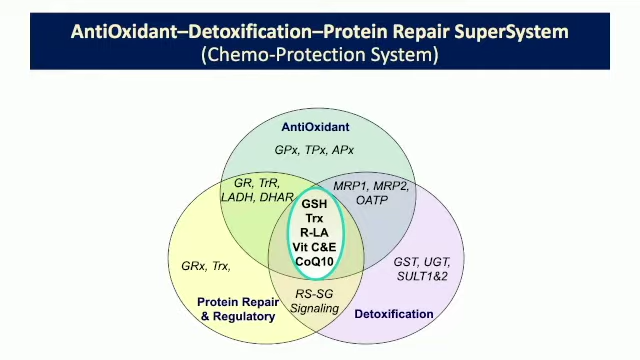 AntiOxidant–Detoxification–Protein Repair SuperSystem
(Chemo-Protection System)
AntiOxidant
GPx, TPx, APx
GR, TrR,
LADH, DHAR
MRP1, MRP2,
OATP
GSH
Trx
R-LA
Vit C&E
CoQ10
GRx, Trx,
GST, UGT,
SULT1&2
RS-SG
Signaling
Protein Repair
& Regulatory
Detoxification